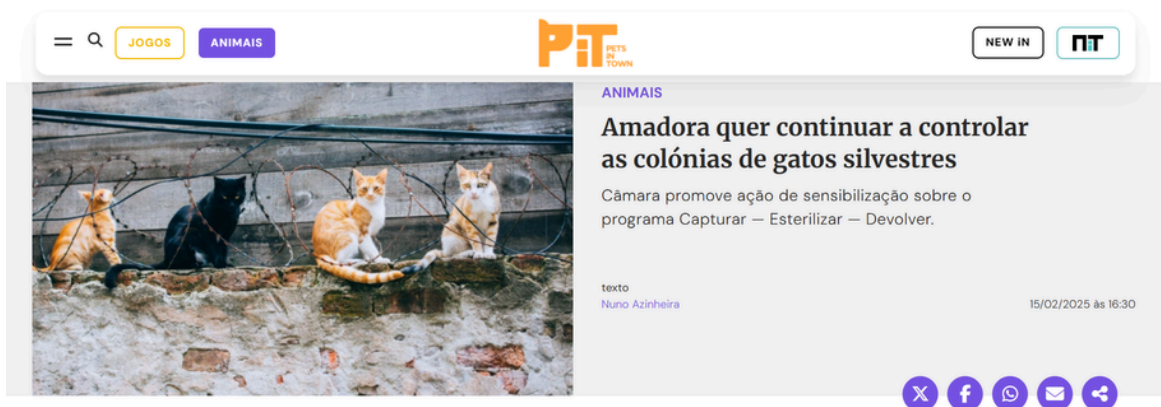 JOGOS
ANIMAIS
PiT
PETS
IN
TOWN
NEW iN
NiT
ANIMAIS
Amadora quer continuar a controlar
as colónias de gatos silvestres
Câmara promove ação de sensibilização sobre o
programa Capturar — Esterilizar — Devolver.
texto
Nuno Azinheira
15/02/2025 às 16:30